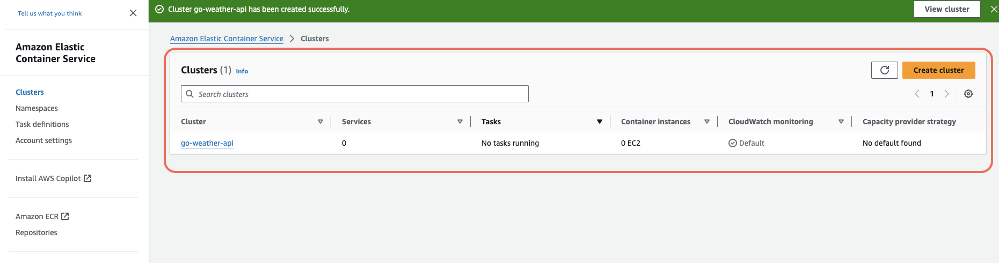 Tell us what you think
Cluster go-weather-api has been created successfully.
View cluster
Amazon Elastic Container Service
Clusters
Namespaces
Task definitions
Account settings
Install AWS Copilot
Amazon ECR
Repositories
Amazon Elastic Container Service Clusters
Clusters (1) Info
Create cluster
Search clusters
1
Cluster Services Tasks Container instances CloudWatch monitoring Capacity provider strategy
go-weather-api 0 No tasks running 0 EC2 Default No default found